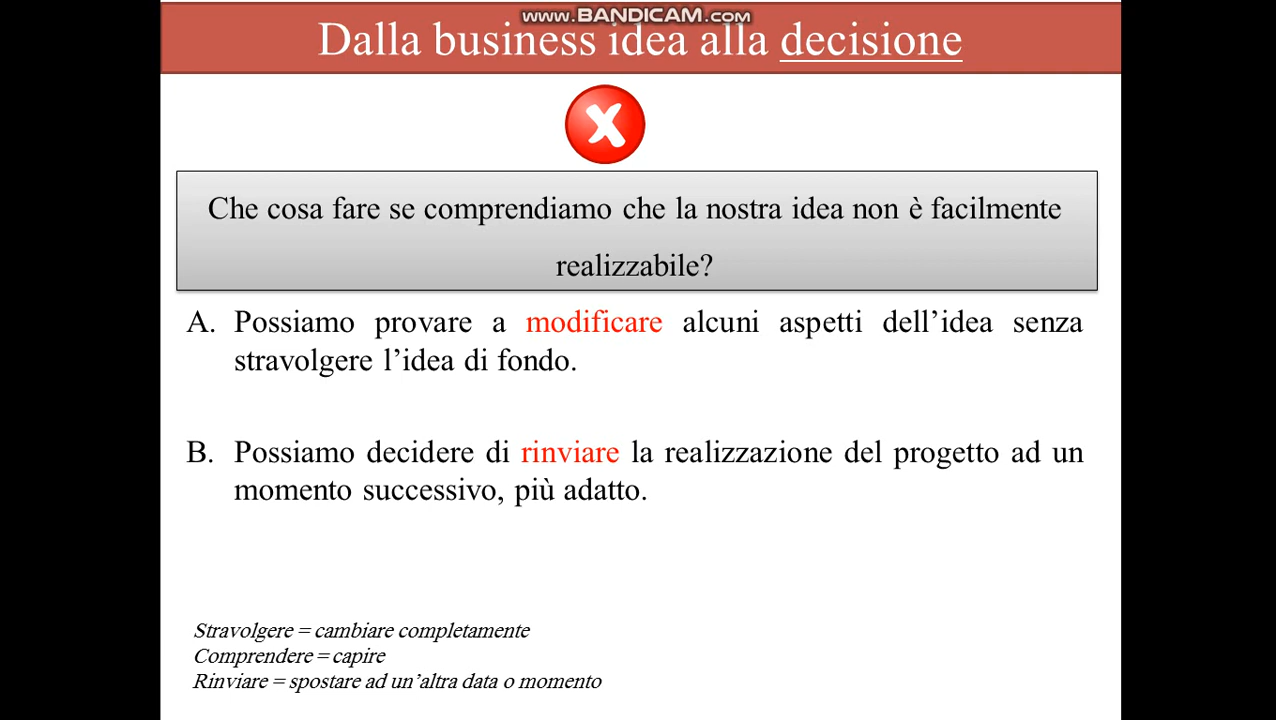 www.BANDICAM.com
Dalla business idea alla decisione
X
Che cosa fare se comprendiamo che la nostra idea non è facilmente
realizzabile?
A. Possiamo provare a modificare alcuni aspetti dell’idea senza
stravolgere l’idea di fondo.
B. Possiamo decidere di rinviare la realizzazione del progetto ad un
momento successivo, più adatto.
Stravolgere = cambiare completamente
Comprendere = capire
Rinviare = spostare ad un’altra data o momento